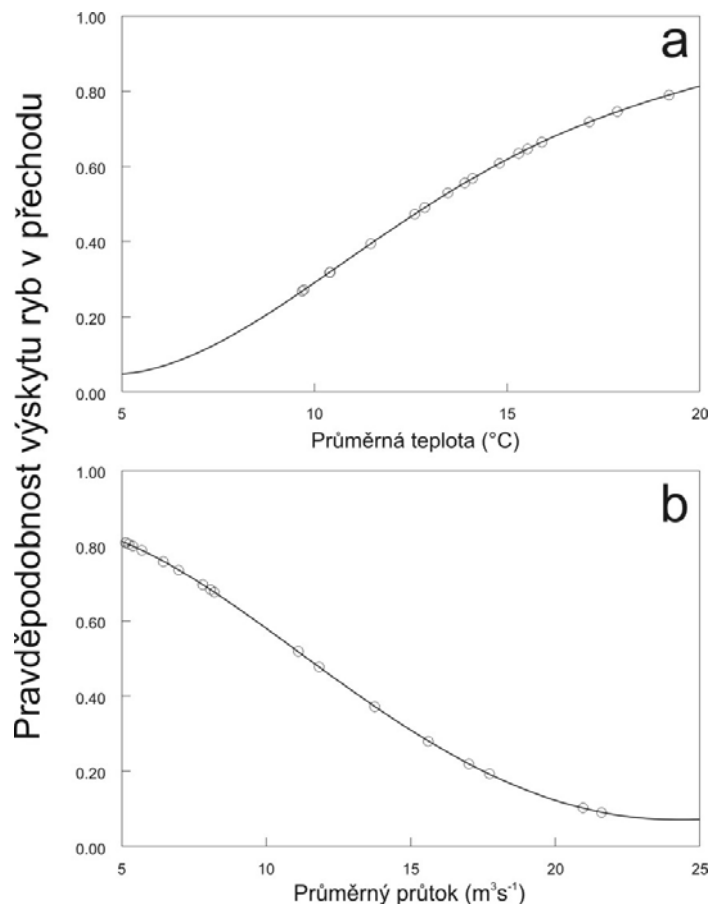 Pravděpodobnost výskytu ryb v přechodu
a
1.00
0.80
0.60
0.40
0.20
0.00
5 10 15 20
Průměrná teplota (°C)
b
1.00
0.80
0.60
0.40
0.20
0.00
5 10 15 20 25
Průměrný průtok (m³s⁻¹)